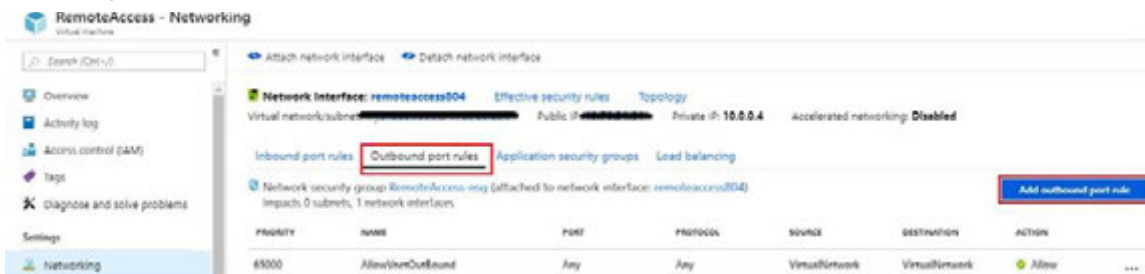 RemoteAccess - Networking
Virtual machine
Search (Ctrl+/)
Attach network interface Detach network interface
Overview
Activity log
Access control (IAM)
Tags
Diagnose and solve problems
Settings
Networking
Network Interface: remoteaccess804 Effective security rules Topology
Virtual network/subnet Public IP Private IP: 10.0.0.4 Accelerated networking: Disabled
Inbound port rules Outbound port rules Application security groups Load balancing
Network security group RemoteAccess-nsg (attached to network interface: remoteaccess804)
Impacts 0 subnets, 1 network interfaces
Add outbound port rule
PRIORITY NAME PORT PROTOCOL SOURCE DESTINATION ACTION
65000 AllowVnetOutBound Any Any VirtualNetwork VirtualNetwork Allow ...